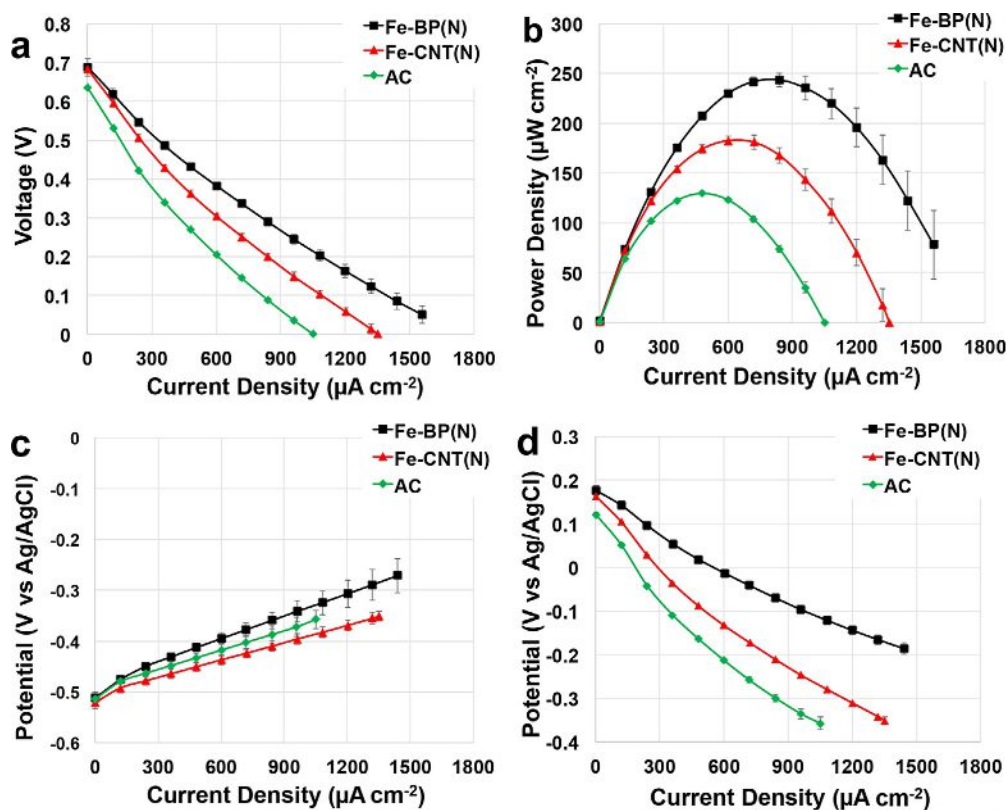 a
Voltage (V)
0.8
0.7
0.6
0.5
0.4
0.3
0.2
0.1
0
0 300 600 900 1200 1500 1800
Current Density (µA cm⁻²)
Fe-BP(N)
Fe-CNT(N)
AC
b
Power Density (µW cm⁻²)
300
250
200
150
100
50
0
0 300 600 900 1200 1500 1800
Current Density (µA cm⁻²)
Fe-BP(N)
Fe-CNT(N)
AC
c
Potential (V vs Ag/AgCl)
0
-0.1
-0.2
-0.3
-0.4
-0.5
-0.6
0 300 600 900 1200 1500 1800
Current Density (µA cm⁻²)
Fe-BP(N)
Fe-CNT(N)
AC
d
Potential (V vs Ag/AgCl)
0.3
0.2
0.1
0
-0.1
-0.2
-0.3
-0.4
0 300 600 900 1200 1500 1800
Current Density (µA cm⁻²)
Fe-BP(N)
Fe-CNT(N)
AC